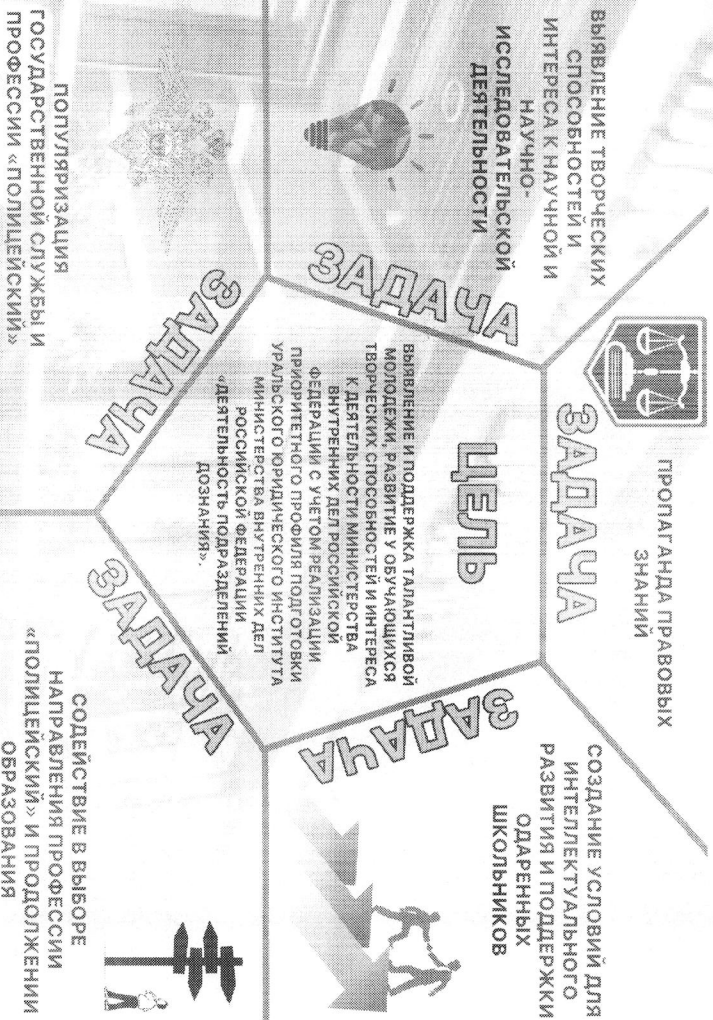 ПРОПАГАНДА ПРАВОВЫХ
ЗНАНИЙ
ЗАДАЧА
ВЫЯВЛЕНИЕ ТВОРЧЕСКИХ
СПОСОБНОСТЕЙ И
ИНТЕРЕСА К НАУЧНОЙ И
НАУЧНО-
ИССЛЕДОВАТЕЛЬСКОЙ
ДЕЯТЕЛЬНОСТИ
ЗАДАЧА
СОЗДАНИЕ УСЛОВИЙ ДЛЯ
ИНТЕЛЛЕКТУАЛЬНОГО
РАЗВИТИЯ И ПОДДЕРЖКИ
ОДАРЕННЫХ
ШКОЛЬНИКОВ
ЗАДАЧА
ЦЕЛЬ
ВЫЯВЛЕНИЕ И ПОДДЕРЖКА ТАЛАНТЛИВОЙ
МОЛОДЕЖИ, РАЗВИТИЕ У ОБУЧАЮЩИХСЯ
ТВОРЧЕСКИХ СПОСОБНОСТЕЙ И ИНТЕРЕСА
К ДЕЯТЕЛЬНОСТИ МИНИСТЕРСТВА
ВНУТРЕННИХ ДЕЛ РОССИЙСКОЙ
ФЕДЕРАЦИИ С УЧЕТОМ РЕАЛИЗАЦИИ
ПРИОРИТЕТНОГО ПРОФИЛЯ ПОДГОТОВКИ
УРАЛЬСКОГО ЮРИДИЧЕСКОГО ИНСТИТУТА
МИНИСТЕРСТВА ВНУТРЕННИХ ДЕЛ
РОССИЙСКОЙ ФЕДЕРАЦИИ
«ДЕЯТЕЛЬНОСТЬ ПОДРАЗДЕЛЕНИЙ
ДОЗНАНИЯ».
ЗАДАЧА
ПОПУЛЯРИЗАЦИЯ
ГОСУДАРСТВЕННОЙ СЛУЖБЫ И
ПРОФЕССИИ «ПОЛИЦЕЙСКИЙ»
ЗАДАЧА
СОДЕЙСТВИЕ В ВЫБОРЕ
НАПРАВЛЕНИЯ ПРОФЕССИИ
«ПОЛИЦЕЙСКИЙ» И ПРОДОЛЖЕНИИ
ОБРАЗОВАНИЯ